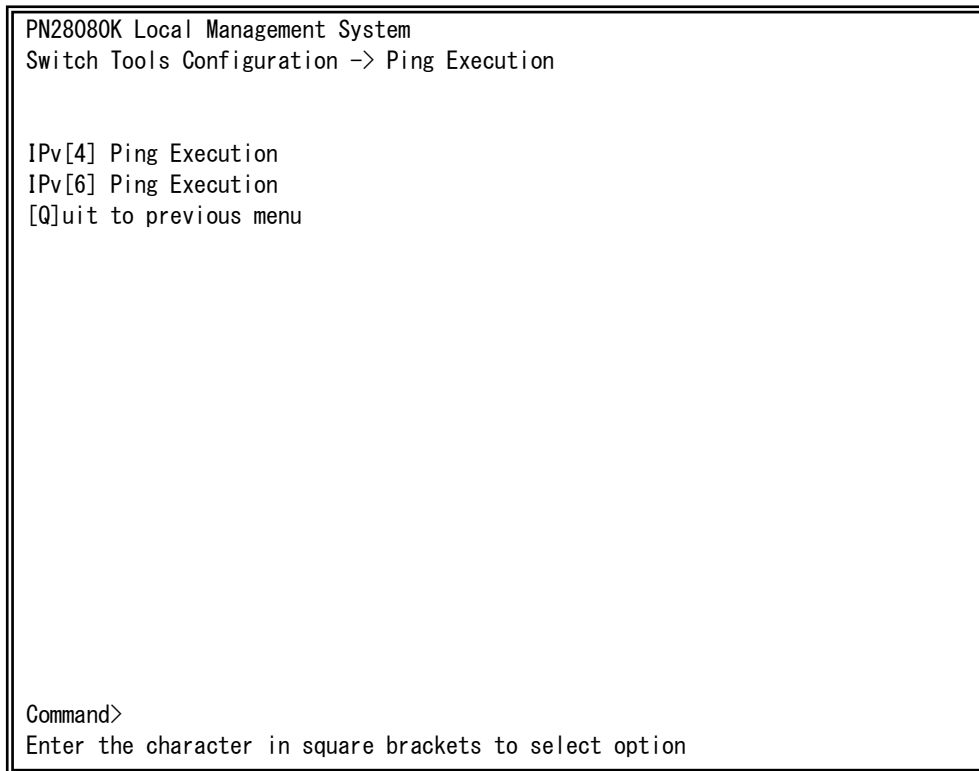 PN28080K Local Management System
Switch Tools Configuration -> Ping Execution
IPv[4] Ping Execution
IPv[6] Ping Execution
[Q]uit to previous menu
Command>
Enter the character in square brackets to select option